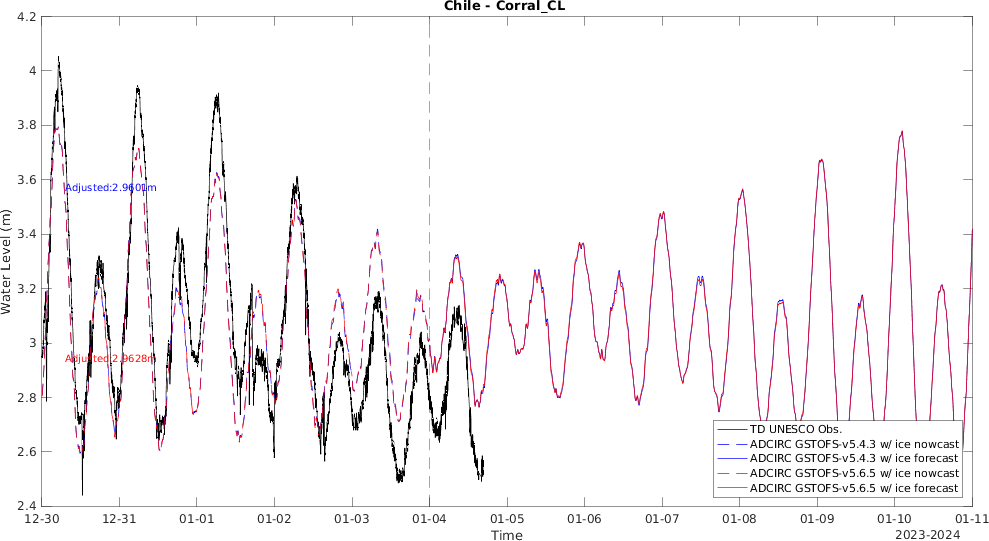 Chile - Corral_CL
4.2
4
3.8
3.6
3.4
3.2
3
2.8
2.6
2.4
Water Level (m)
Adjusted:2.9601m
Adjusted:2.9628m
TD UNESCO Obs.
ADCIRC GSTOFS-v5.4.3 w/ ice nowcast
ADCIRC GSTOFS-v5.4.3 w/ ice forecast
ADCIRC GSTOFS-v5.6.5 w/ ice nowcast
ADCIRC GSTOFS-v5.6.5 w/ ice forecast
12-30 12-31 01-01 01-02 01-03 01-04 01-05 01-06 01-07 01-08 01-09 01-10 01-11
Time
2023-2024